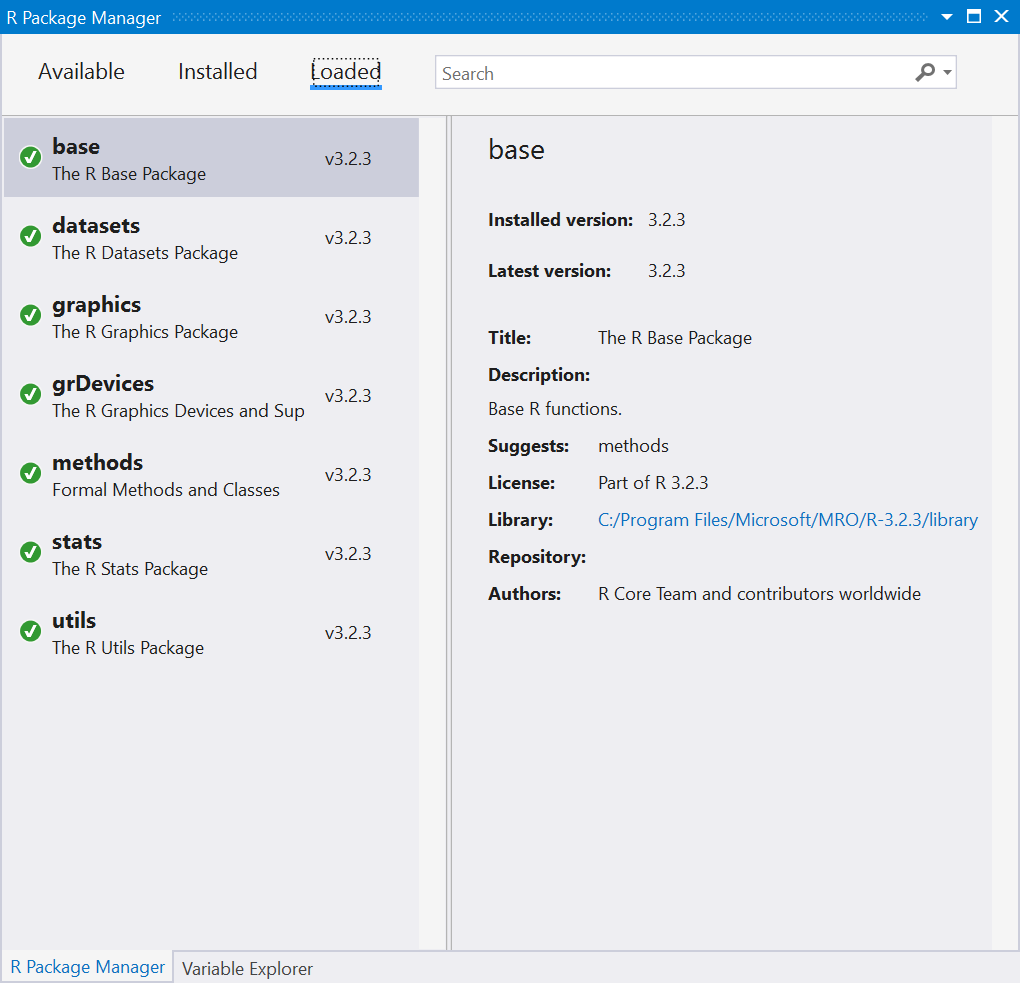 R Package Manager
Available Installed Loaded Search
base
The R Base Package
v3.2.3
datasets
The R Datasets Package
v3.2.3
graphics
The R Graphics Package
v3.2.3
grDevices
The R Graphics Devices and Sup
v3.2.3
methods
Formal Methods and Classes
v3.2.3
stats
The R Stats Package
v3.2.3
utils
The R Utils Package
v3.2.3
base
Installed version: 3.2.3
Latest version: 3.2.3
Title: The R Base Package
Description:
Base R functions.
Suggests: methods
License: Part of R 3.2.3
Library: C:/Program Files/Microsoft/MRO/R-3.2.3/library
Repository:
Authors: R Core Team and contributors worldwide
R Package Manager Variable Explorer